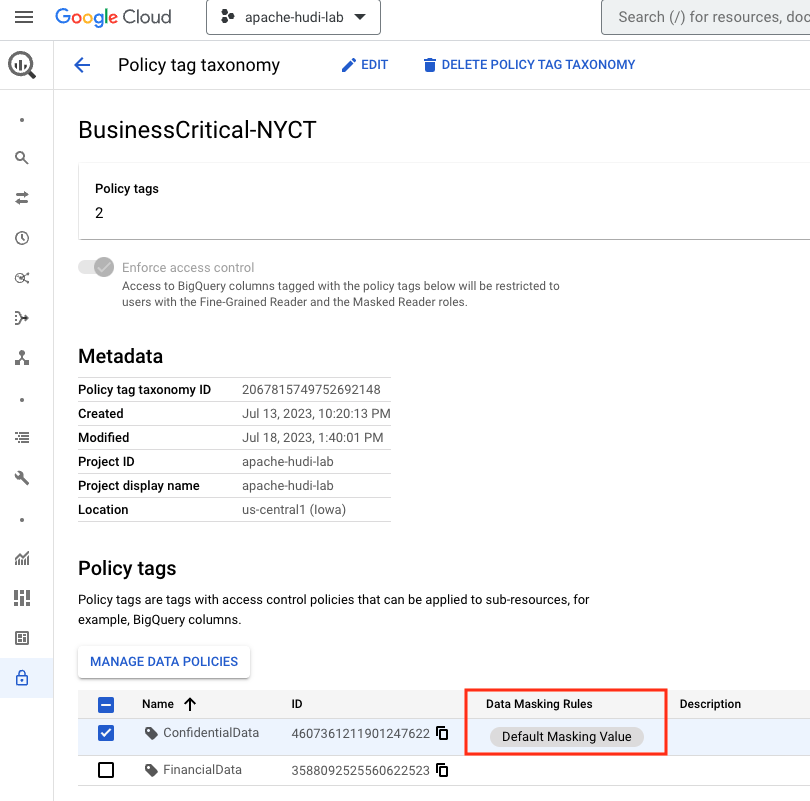 Google Cloud
apache-hudi-lab
Search (/) for resources, doc
Policy tag taxonomy
EDIT
DELETE POLICY TAG TAXONOMY
BusinessCritical-NYCT
Policy tags
2
Enforce access control
Access to BigQuery columns tagged with the policy tags below will be restricted to
users with the Fine-Grained Reader and the Masked Reader roles.
Metadata
Policy tag taxonomy ID 2067815749752692148
Created Jul 13, 2023, 10:20:13 PM
Modified Jul 18, 2023, 1:40:01 PM
Project ID apache-hudi-lab
Project display name apache-hudi-lab
Location us-central1 (Iowa)
Policy tags
Policy tags are tags with access control policies that can be applied to sub-resources, for
example, BigQuery columns.
MANAGE DATA POLICIES
Name ID Data Masking Rules Description
ConfidentialData 4607361211901247622 Default Masking Value
FinancialData 3588092525560622523